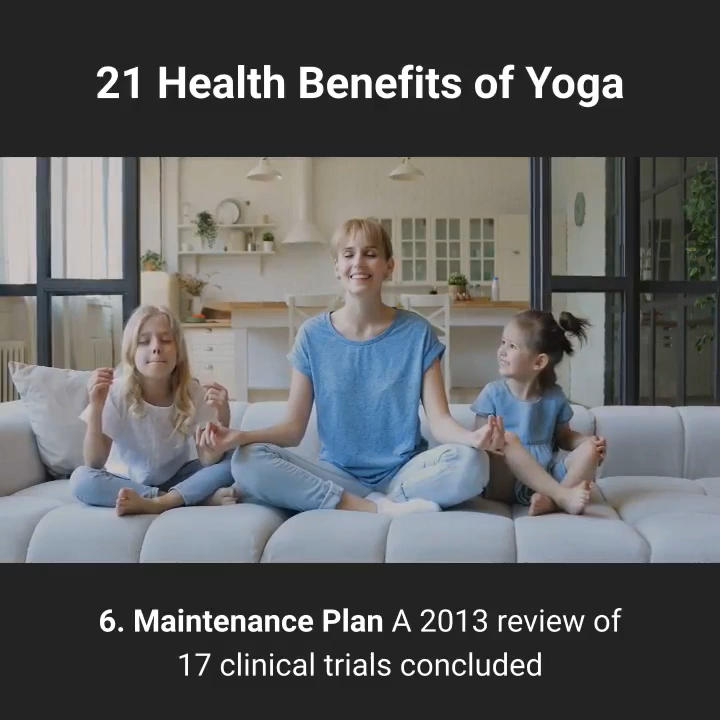 21 Health Benefits of Yoga
6. Maintenance Plan A 2013 review of
17 clinical trials concluded